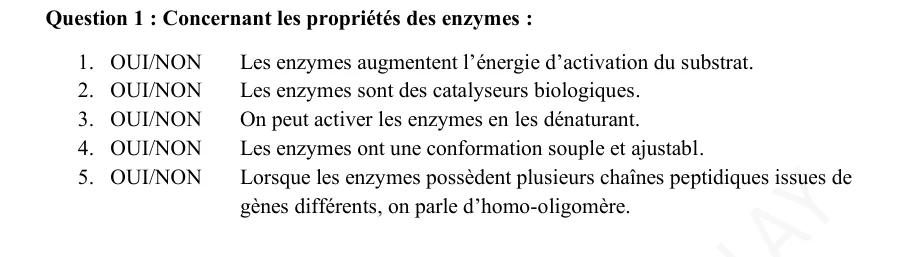 Question 1 : Concernant les propriétés des enzymes :
1. OUI/NON Les enzymes augmentent l’énergie d’activation du substrat.
2. OUI/NON Les enzymes sont des catalyseurs biologiques.
3. OUI/NON On peut activer les enzymes en les dénaturant.
4. OUI/NON Les enzymes ont une conformation souple et ajustabl.
5. OUI/NON Lorsque les enzymes possèdent plusieurs chaînes peptidiques issues de
gènes différents, on parle d’homo-oligomère.